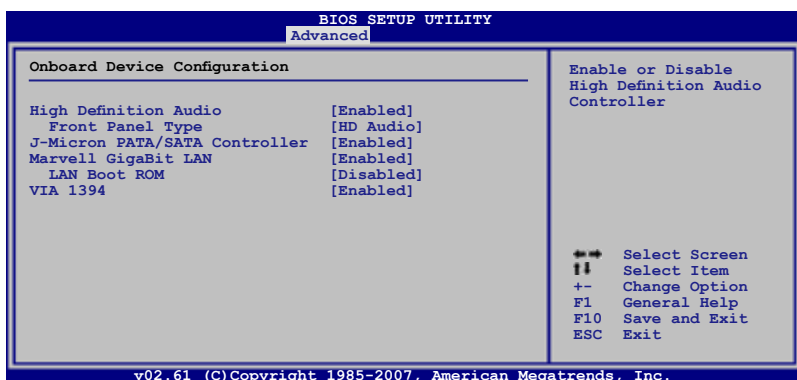 BIOS SETUP UTILITY
Advanced
Onboard Device Configuration
High Definition Audio [Enabled]
Front Panel Type [HD Audio]
J-Micron PATA/SATA Controller [Enabled]
Marvell GigaBit LAN [Enabled]
LAN Boot ROM [Disabled]
VIA 1394 [Enabled]
Enable or Disable
High Definition Audio
Controller
←→ Select Screen
↑↓ Select Item
+- Change Option
F1 General Help
F10 Save and Exit
ESC Exit
v02.61 (C)Copyright 1985-2007, American Megatrends, Inc.